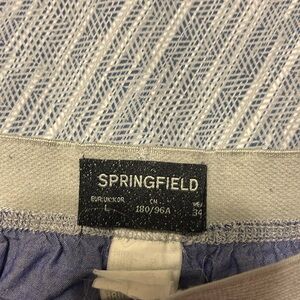 SPRINGFIELD
EUR/UK/KOR CN
L 180/96A 34